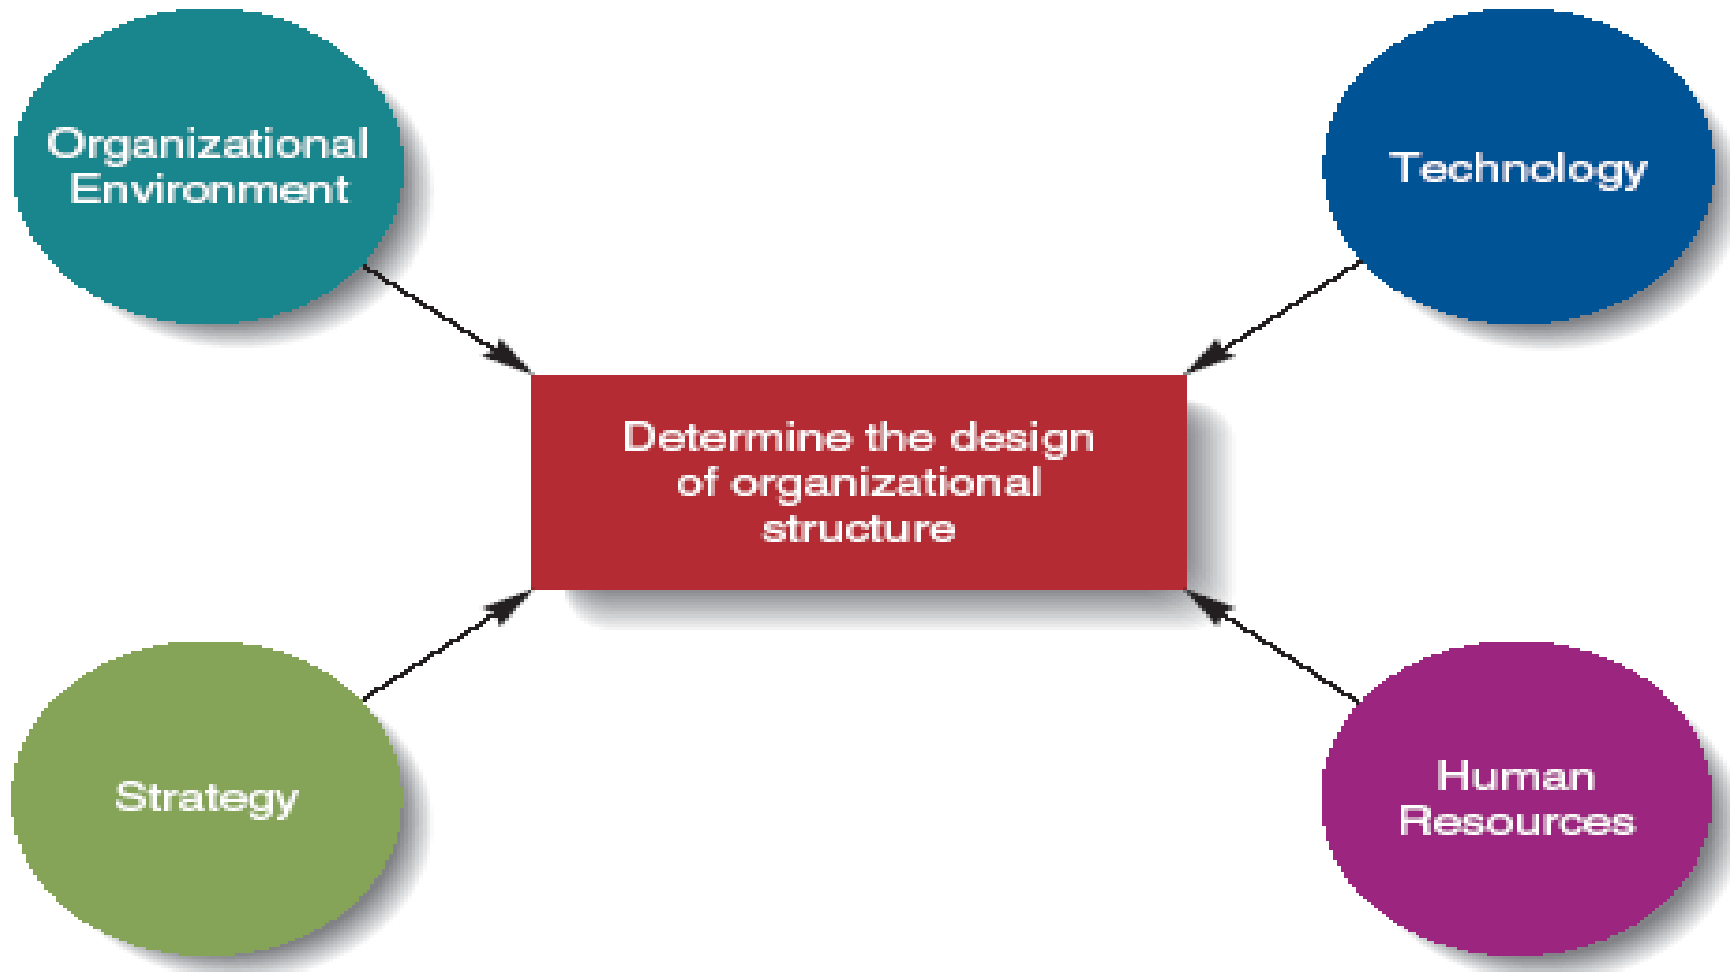 Organizational
Environment
Technology
Determine the design
of organizational
structure
Strategy
Human
Resources